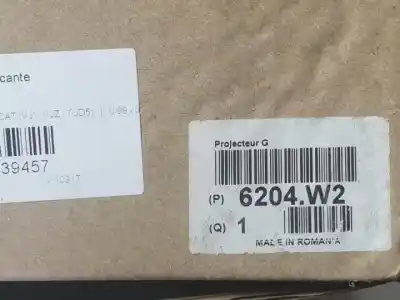 cante
39457
Projecteur G
(P) 6204.W2
(Q) 1
MADE IN ROMANIA